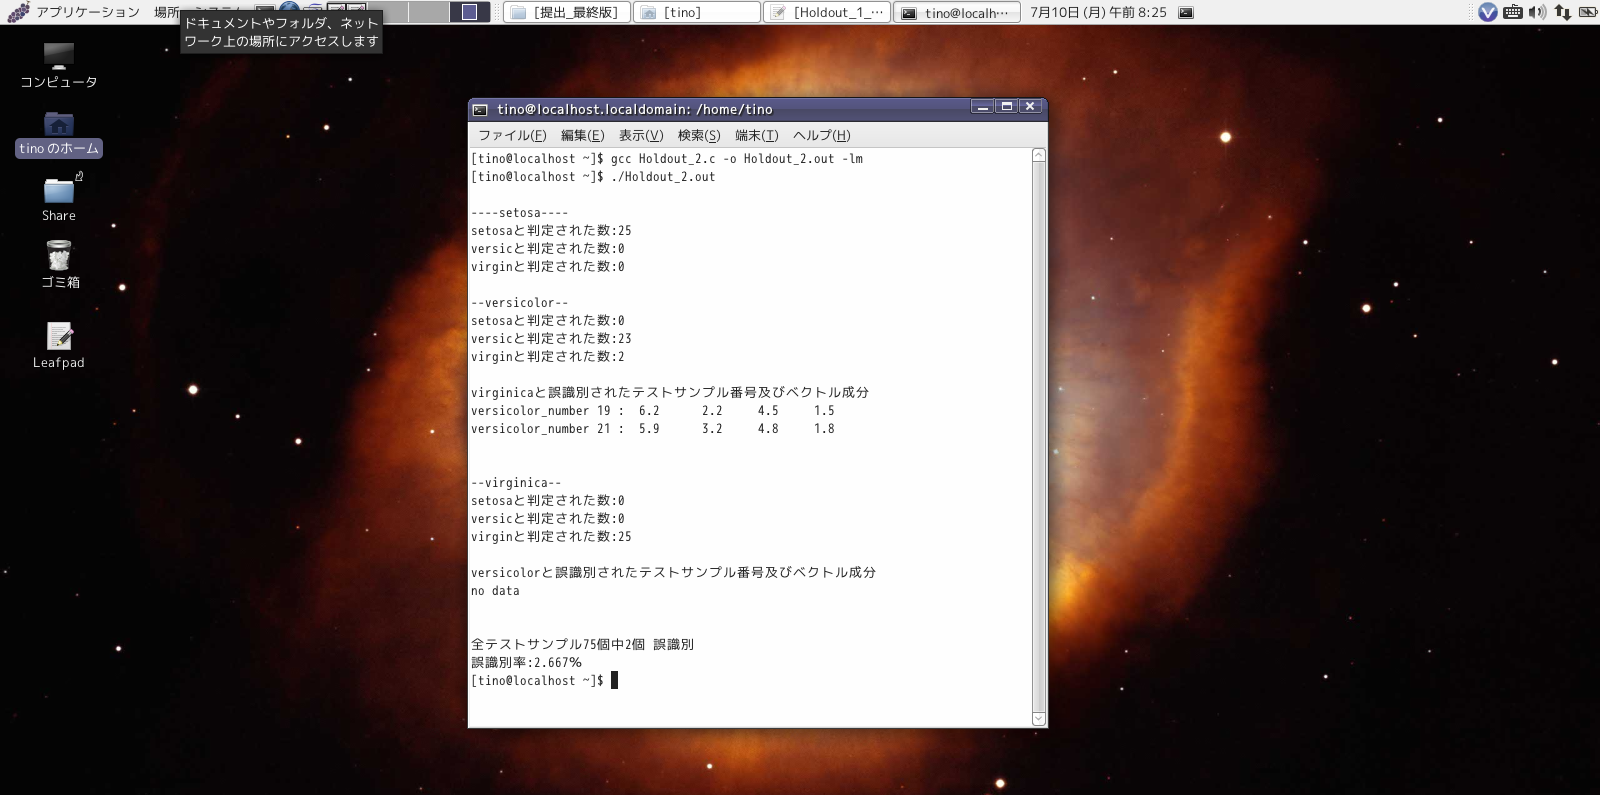 アプリケーション 場所 システム
ドキュメントやフォルダ、ネット
ワーク上の場所にアクセスします
[提出_最終版]
[tino]
[Holdout_1_…
tino@localh…
7月10日 (月) 午前 8:25
コンピュータ
tino のホーム
Share
ゴミ箱
Leafpad
tino@localhost.localdomain: /home/tino
ファイル(F) 編集(E) 表示(V) 検索(S) 端末(T) ヘルプ(H)
[tino@localhost ~]$ gcc Holdout_2.c -o Holdout_2.out -lm
[tino@localhost ~]$ ./Holdout_2.out
----setosa----
setosaと判定された数:25
versicと判定された数:0
virginと判定された数:0
--versicolor--
setosaと判定された数:0
versicと判定された数:23
virginと判定された数:2
virginicaと誤識別されたテストサンプル番号及びベクトル成分
versicolor_number 19 : 6.2 2.2 4.5 1.5
versicolor_number 21 : 5.9 3.2 4.8 1.8
--virginica--
setosaと判定された数:0
versicと判定された数:0
virginと判定された数:25
versicolorと誤識別されたテストサンプル番号及びベクトル成分
no data
全テストサンプル75個中2個 誤識別
誤識別率:2.667%
[tino@localhost ~]$